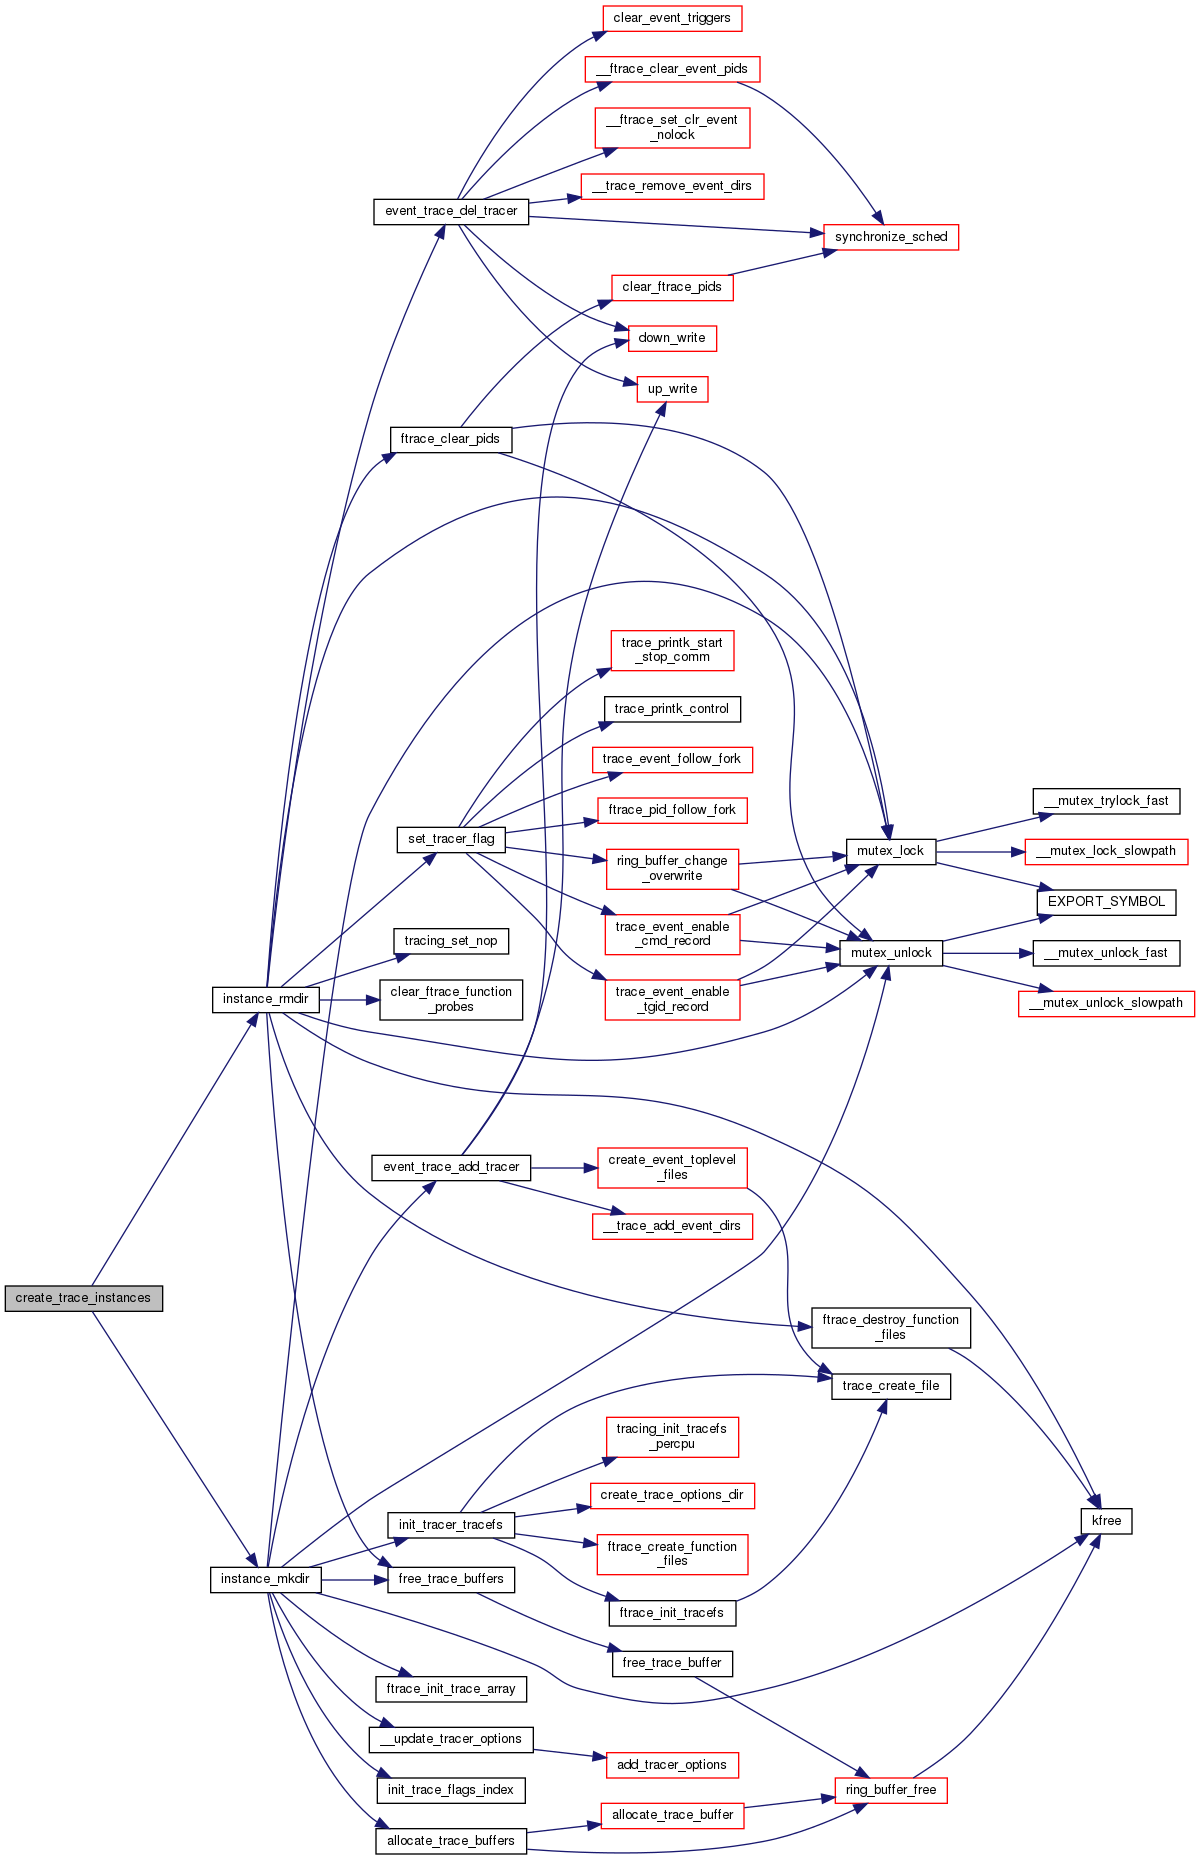 clear_event_triggers
__ftrace_clear_event_pids
__ftrace_set_clr_event
_nolock
__trace_remove_event_dirs
event_trace_del_tracer
synchronize_sched
clear_ftrace_pids
down_write
up_write
ftrace_clear_pids
trace_printk_start
_stop_comm
trace_printk_control
trace_event_follow_fork
ftrace_pid_follow_fork
__mutex_trylock_fast
set_tracer_flag
ring_buffer_change
_overwrite
mutex_lock
__mutex_lock_slowpath
EXPORT_SYMBOL
trace_event_enable
_cmd_record
tracing_set_nop
mutex_unlock
__mutex_unlock_fast
instance_rmdir
clear_ftrace_function
_probes
trace_event_enable
_tgid_record
__mutex_unlock_slowpath
event_trace_add_tracer
create_event_toplevel
_files
__trace_add_event_dirs
create_trace_instances
ftrace_destroy_function
_files
trace_create_file
tracing_init_tracefs
_percpu
create_trace_options_dir
init_tracer_tracefs
kfree
ftrace_create_function
_files
instance_mkdir
free_trace_buffers
ftrace_init_tracefs
free_trace_buffer
ftrace_init_trace_array
__update_tracer_options
add_tracer_options
init_trace_flags_index
ring_buffer_free
allocate_trace_buffer
allocate_trace_buffers